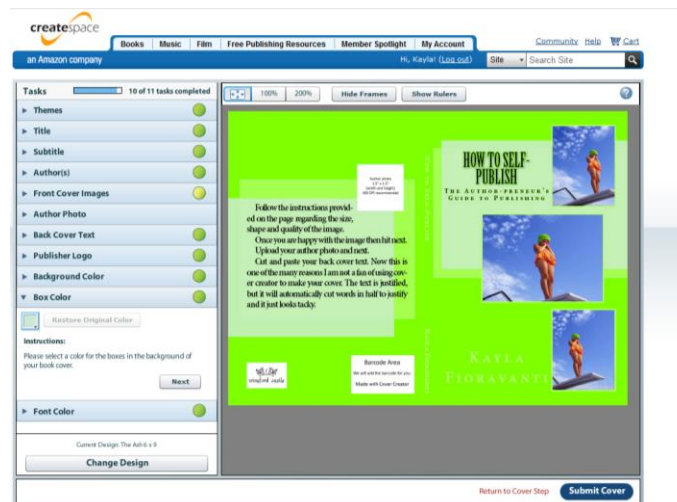 createspace
an Amazon company
Books
Music
Film
Free Publishing Resources
Member Spotlight
My Account
Community
Help
Cart
Hi, Kayla! (Log out)
Site
Search Site
Tasks
10 of 11 tasks completed
Themes
Title
Subtitle
Author(s)
Front Cover Images
Author Photo
Back Cover Text
Publisher Logo
Background Color
Box Color
Restore Original Color
Instructions:
Please select a color for the boxes in the background of
your book cover.
Next
Font Color
Current Design: The Ash 6 x 9
Change Design
100%
200%
Hide Frames
Show Rulers
?
Author photo
Follow the instructions provid-
ed on the page regarding the size,
shape and quality of the image.
Once you are happy with the image then hit next.
Upload your author photo and next.
Cut and paste your back cover text. Now this is
one of the many reasons I am not a fan of using cov-
er creator to make your cover. The text is justified,
but it will automatically cut words in half to justify
and it just looks tacky.
Barcode Area
We will add the barcode for you.
Made with Cover Creator
HOW TO SELF-
PUBLISH
THE AUTHOR-PRENEUR'S
GUIDE TO PUBLISHING
KAYLA
FIORAVANTI
Return to Cover Step
Submit Cover